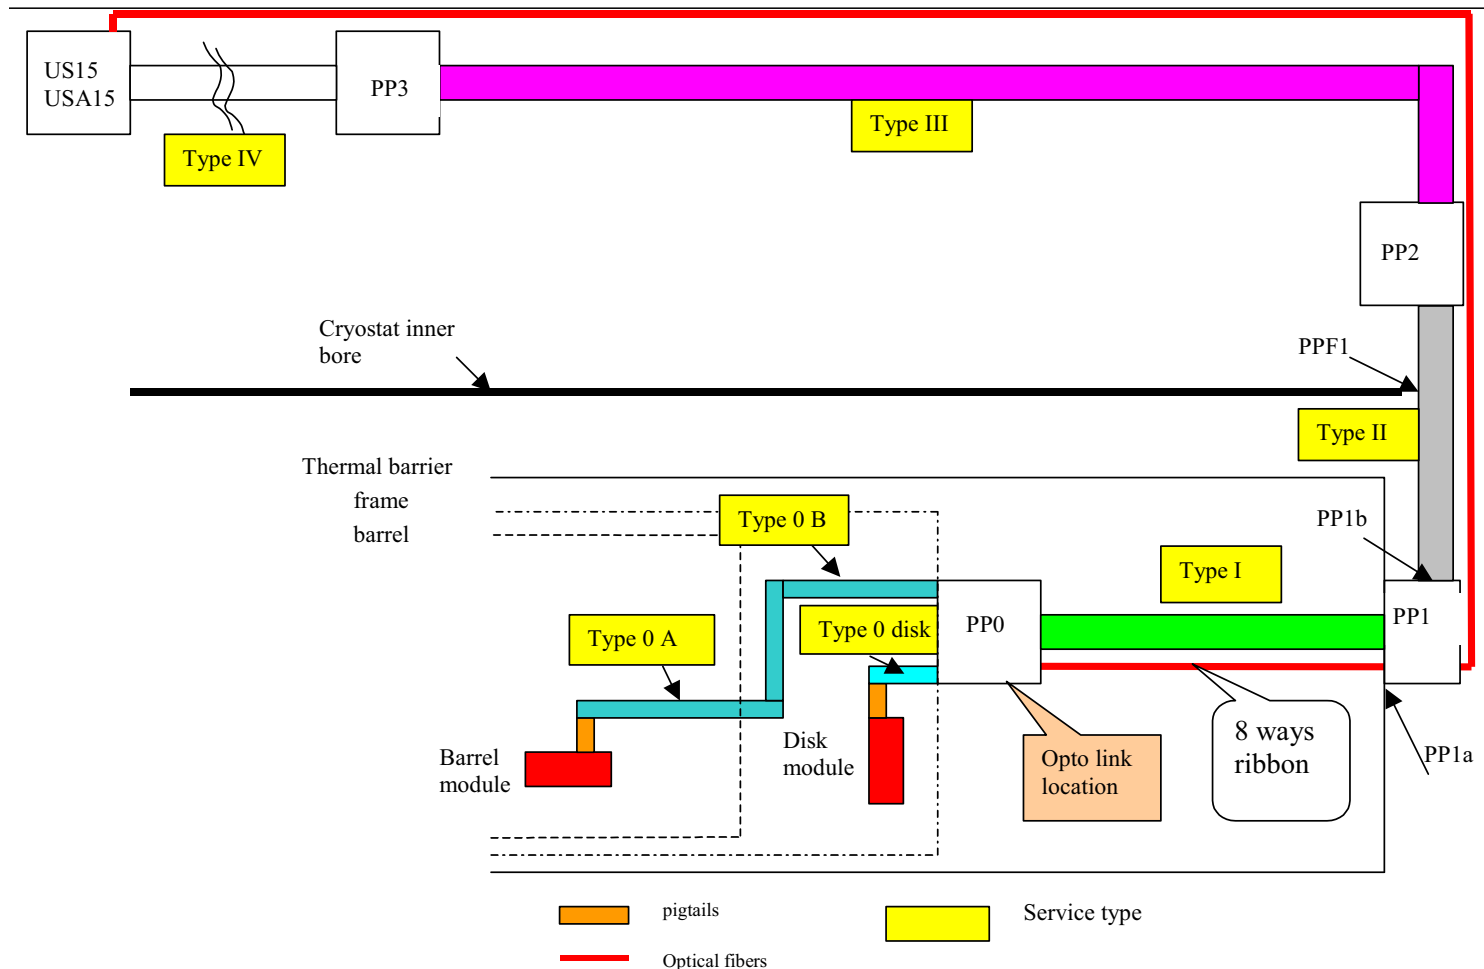 US15
USA15
PP3
Type III
Type IV
PP2
Cryostat inner
bore
PPF1
Type II
Thermal barrier
frame
barrel
Type 0 B
PP1b
Type I
Type 0 A
Type 0 disk
PP0
PP1
Barrel
module
Disk
module
Opto link
location
8 ways
ribbon
PP1a
pigtails
Service type
Optical fibers